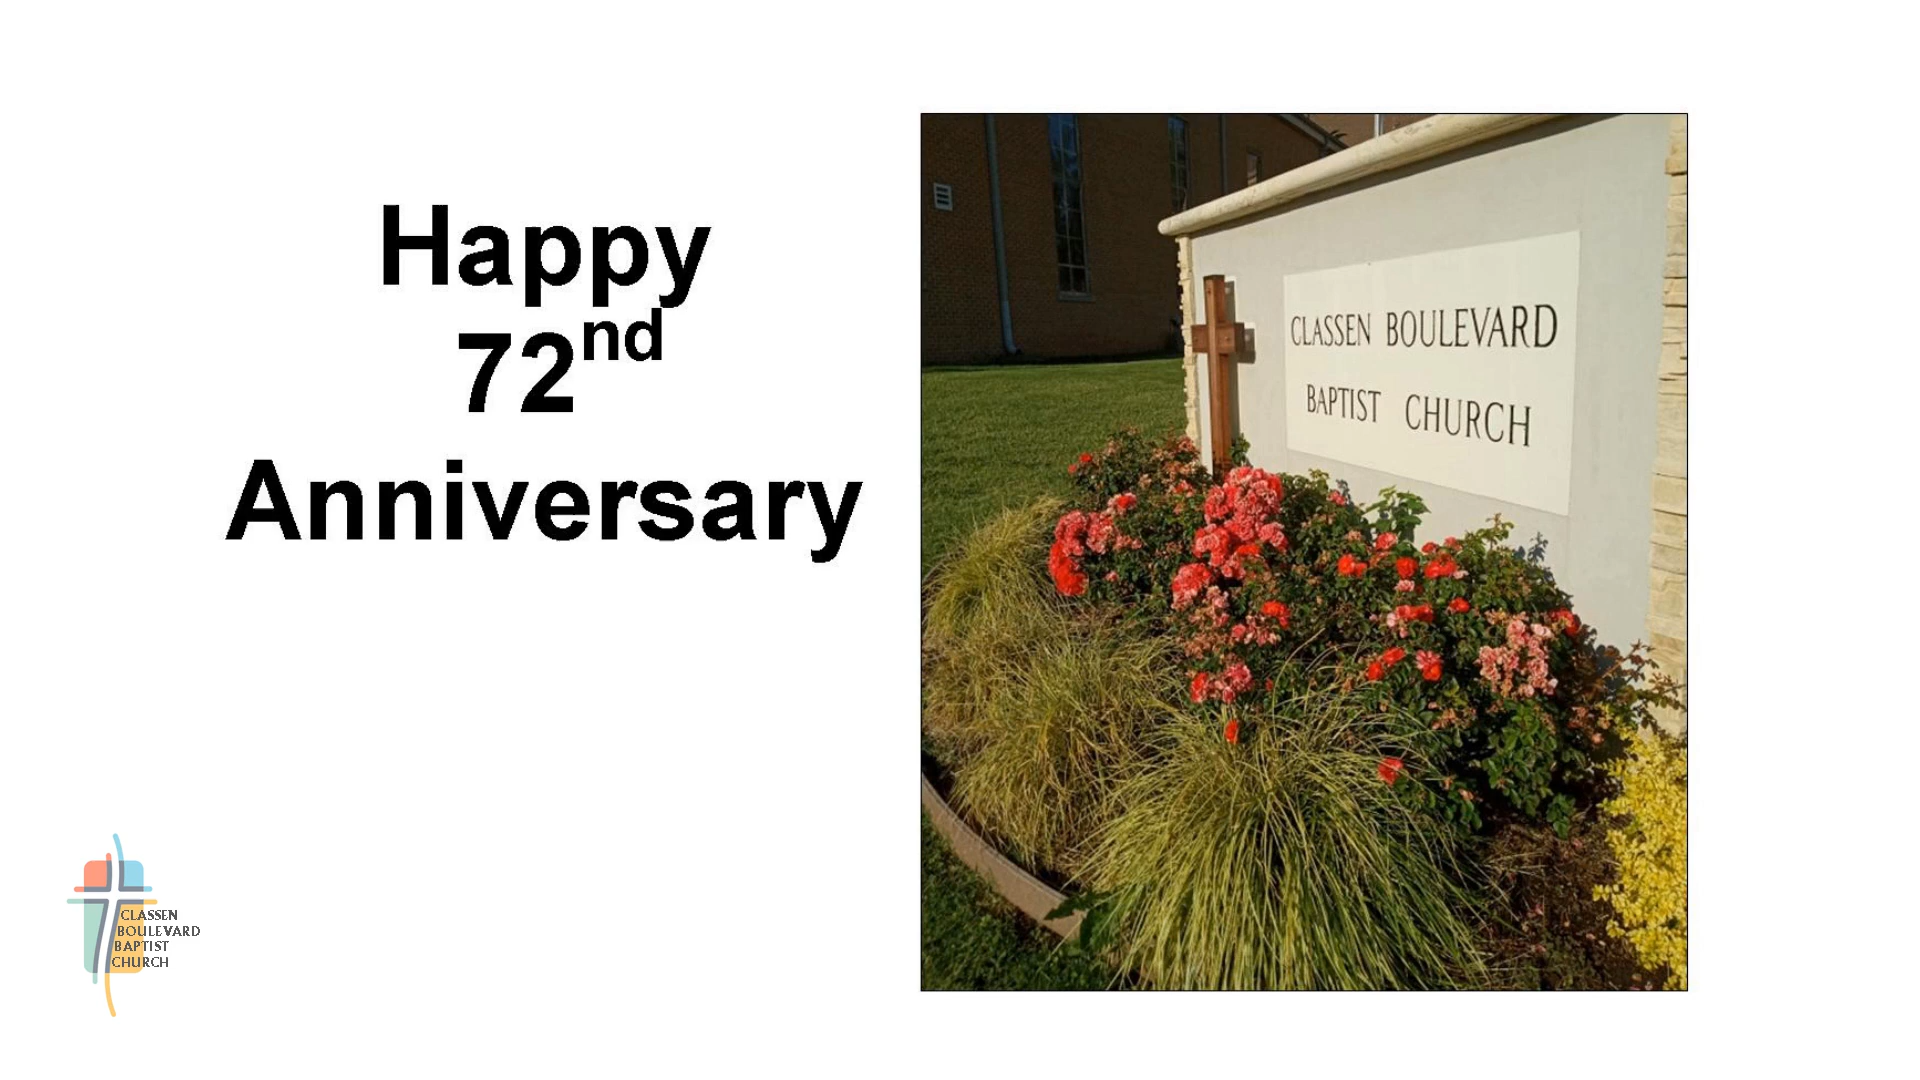 Happy
72nd
Anniversary
CLASSEN BOULEVARD
BAPTIST CHURCH
CLASSEN
BOULEVARD
BAPTIST
CHURCH